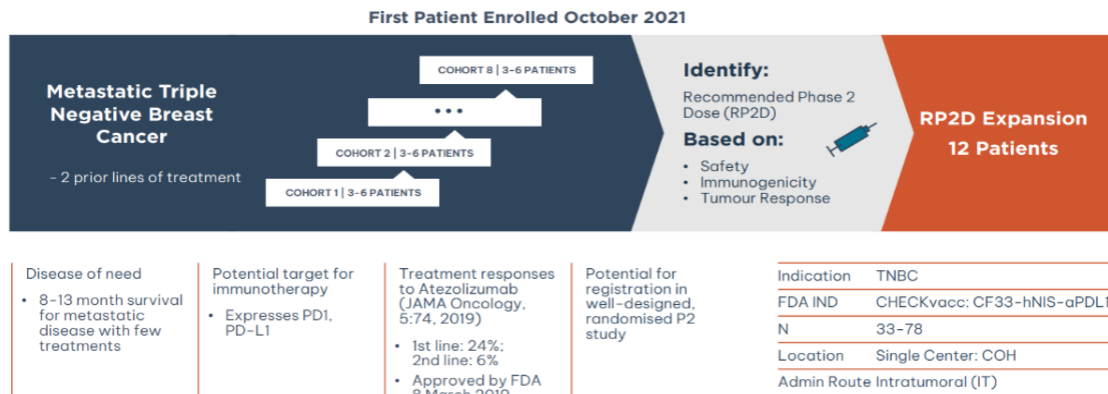 First Patient Enrolled October 2021
Metastatic Triple
Negative Breast
Cancer
- 2 prior lines of treatment
COHORT 8 | 3-6 PATIENTS
•••
COHORT 2 | 3-6 PATIENTS
COHORT 1 | 3-6 PATIENTS
Identify:
Recommended Phase 2
Dose (RP2D)
Based on:
• Safety
• Immunogenicity
• Tumour Response
RP2D Expansion
12 Patients
Disease of need
• 8-13 month survival
for metastatic
disease with few
treatments
Potential target for
immunotherapy
• Expresses PD1,
PD-L1
Treatment responses
to Atezolizumab
(JAMA Oncology,
5:74, 2019)
• 1st line: 24%;
2nd line: 6%
• Approved by FDA
8 March 2019
Potential for
registration in
well-designed,
randomised P2
study
Indication TNBC
FDA IND CHECKvacc: CF33-hNIS-aPDL1
N 33-78
Location Single Center: COH
Admin Route Intratumoral (IT)